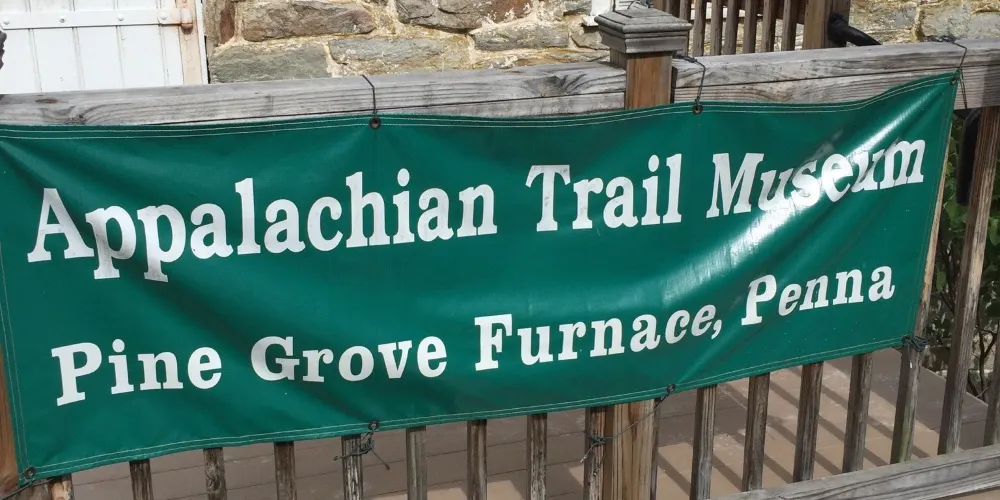 Appalachian Trail Museum
Pine Grove Furnace, Penna